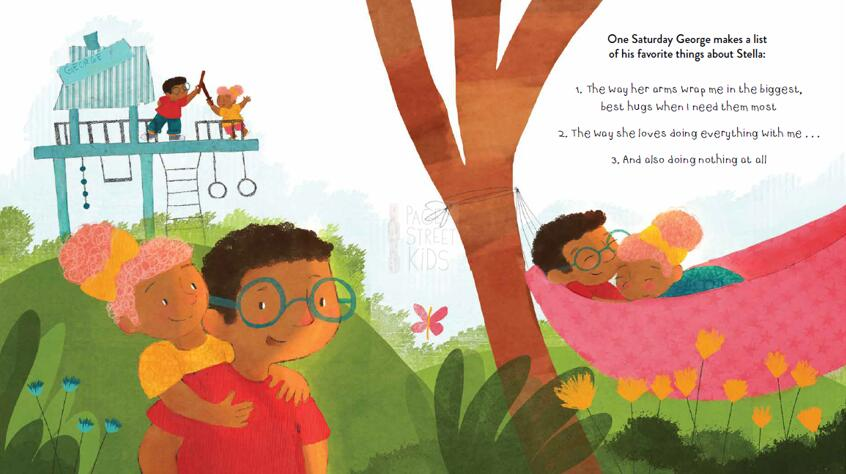 GEORGE
One Saturday George makes a list
of his favorite things about Stella:
1. The way her arms wrap me in the biggest,
best hugs when I need them most
2. The way she loves doing everything with me . . .
3. And also doing nothing at all
PAGE
STREET
KIDS